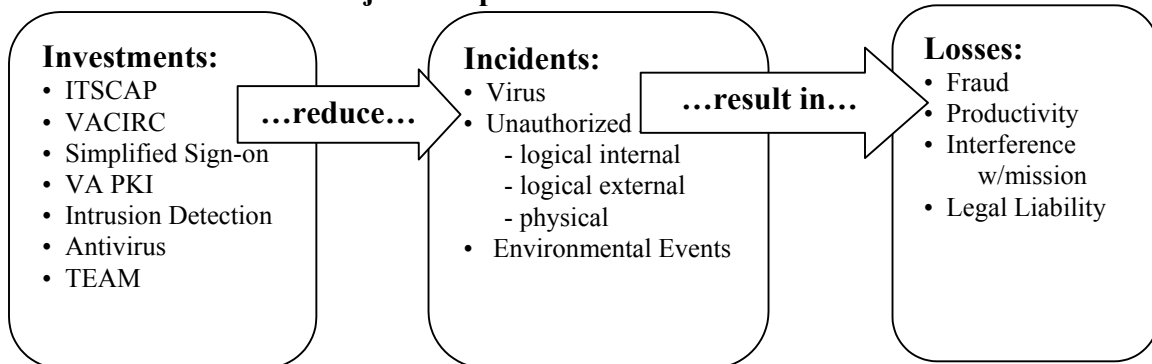 Investments:
• ITSCAP
• VACIRC
• Simplified Sign-on
• VA PKI
• Intrusion Detection
• Antivirus
• TEAM
…reduce…
Incidents:
• Virus
• Unauthorized
- logical internal
- logical external
- physical
• Environmental Events
…result in…
Losses:
• Fraud
• Productivity
• Interference
w/mission
• Legal Liability